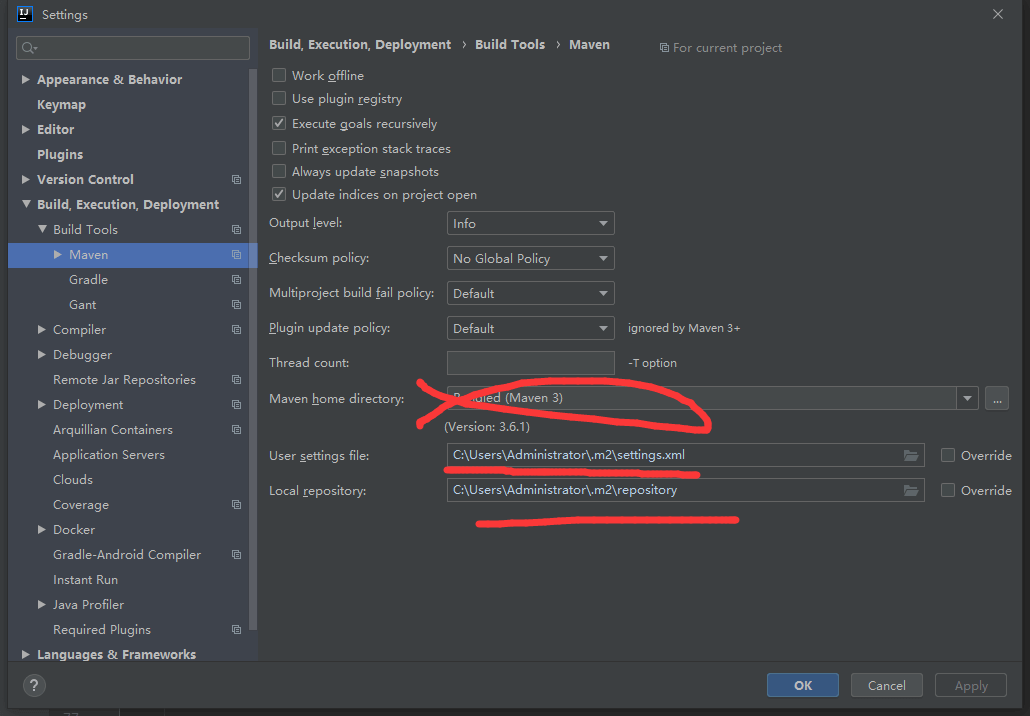 Settings
Build, Execution, Deployment › Build Tools › Maven
For current project
Appearance & Behavior
Keymap
Editor
Plugins
Version Control
Build, Execution, Deployment
Build Tools
Maven
Gradle
Gant
Compiler
Debugger
Remote Jar Repositories
Deployment
Arquillian Containers
Application Servers
Clouds
Coverage
Docker
Gradle-Android Compiler
Instant Run
Java Profiler
Required Plugins
Languages & Frameworks
Work offline
Use plugin registry
Execute goals recursively
Print exception stack traces
Always update snapshots
Update indices on project open
Output level: Info
Checksum policy: No Global Policy
Multiproject build fail policy: Default
Plugin update policy: Default ignored by Maven 3+
Thread count: -T option
Maven home directory: Bundled (Maven 3) ...
(Version: 3.6.1)
User settings file: C:\Users\Administrator\.m2\settings.xml Override
Local repository: C:\Users\Administrator\.m2\repository Override
? OK Cancel Apply